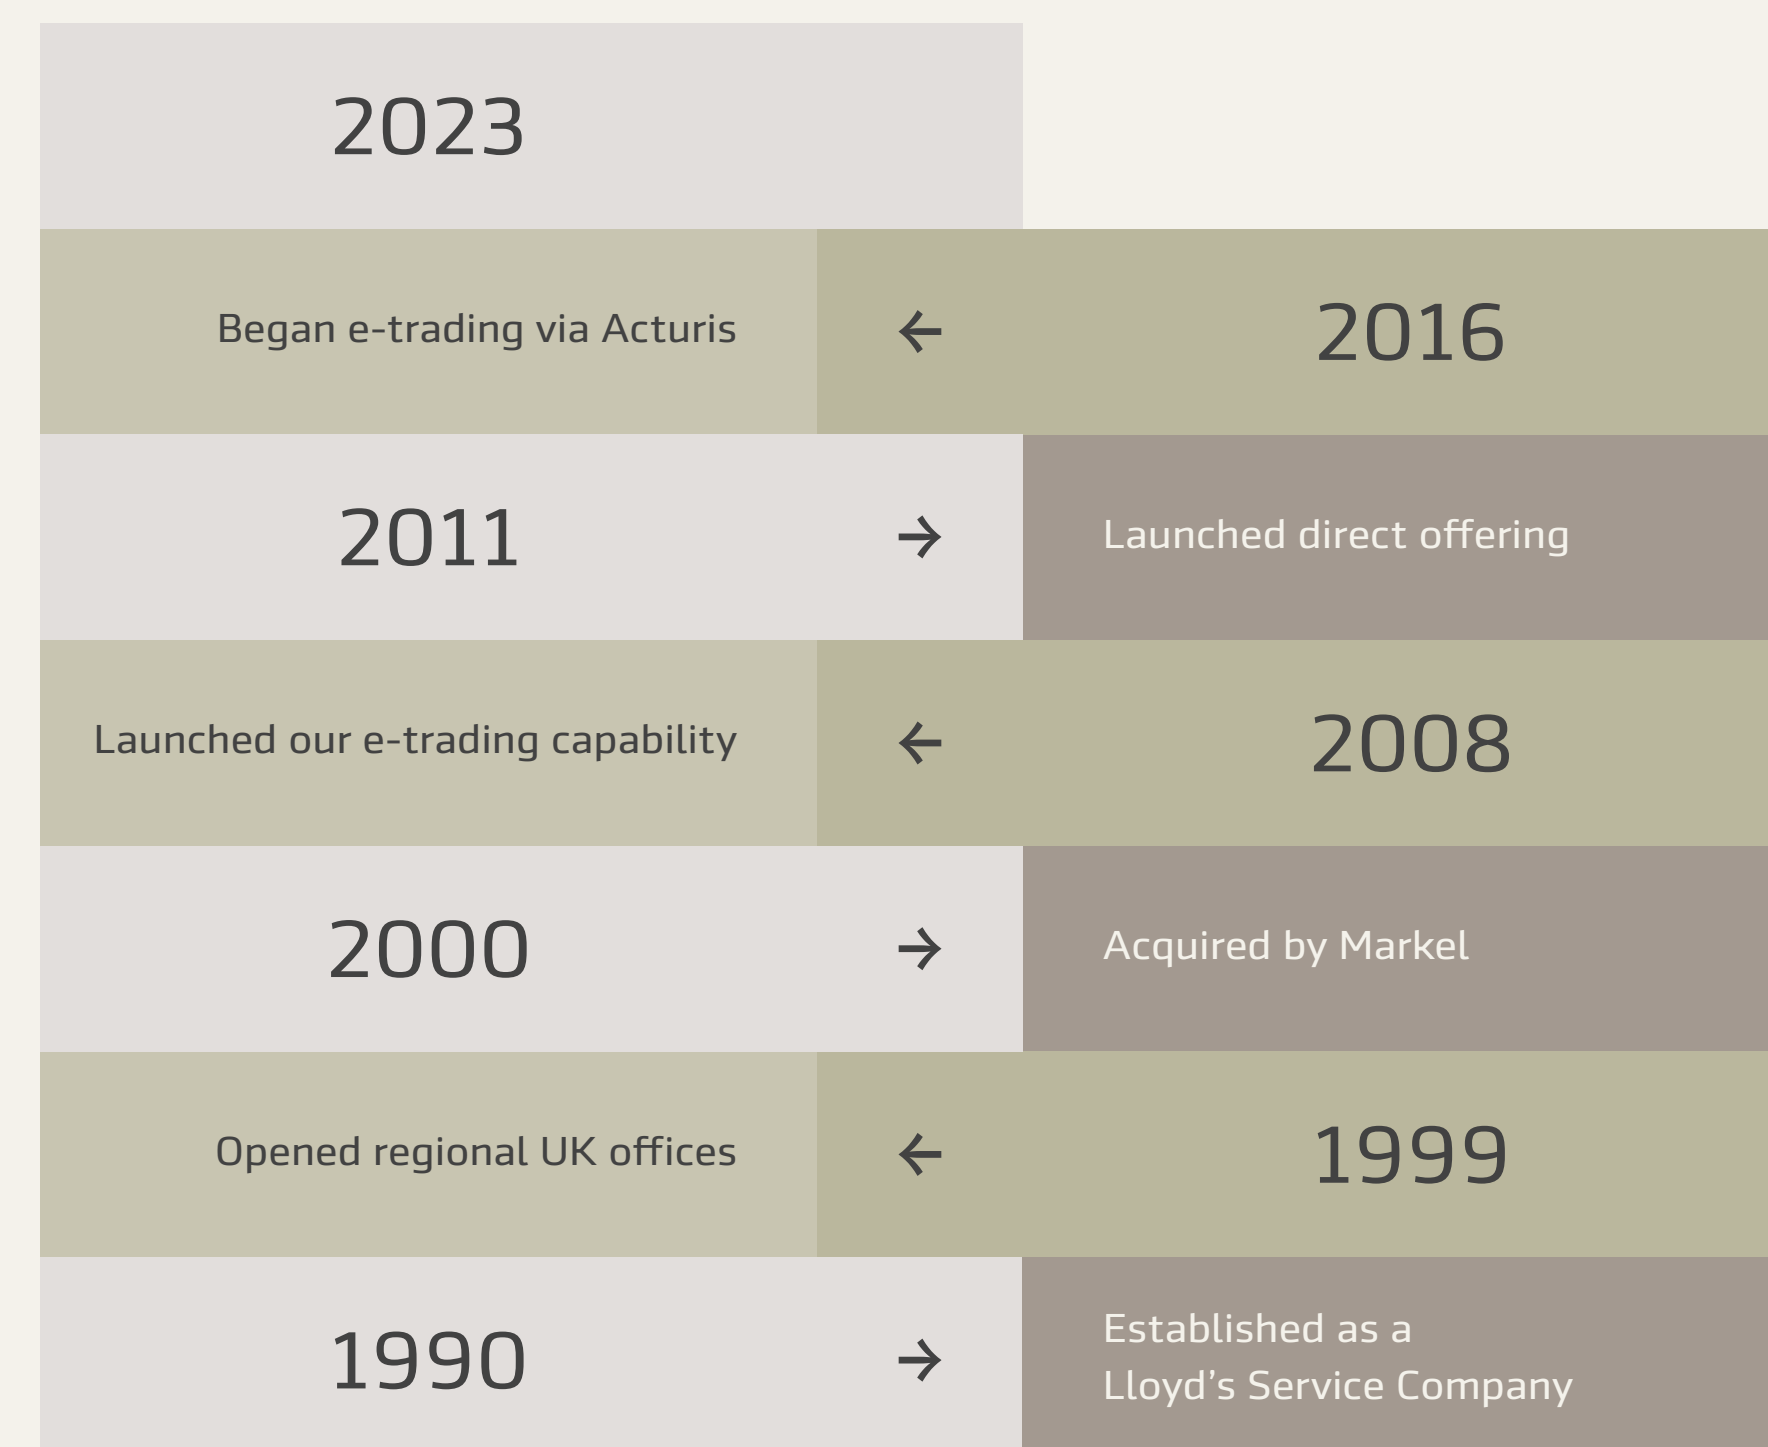 2023
Began e-trading via Acturis ← 2016
2011 → Launched direct offering
Launched our e-trading capability ← 2008
2000 → Acquired by Markel
Opened regional UK offices ← 1999
1990 → Established as a
Lloyd’s Service Company